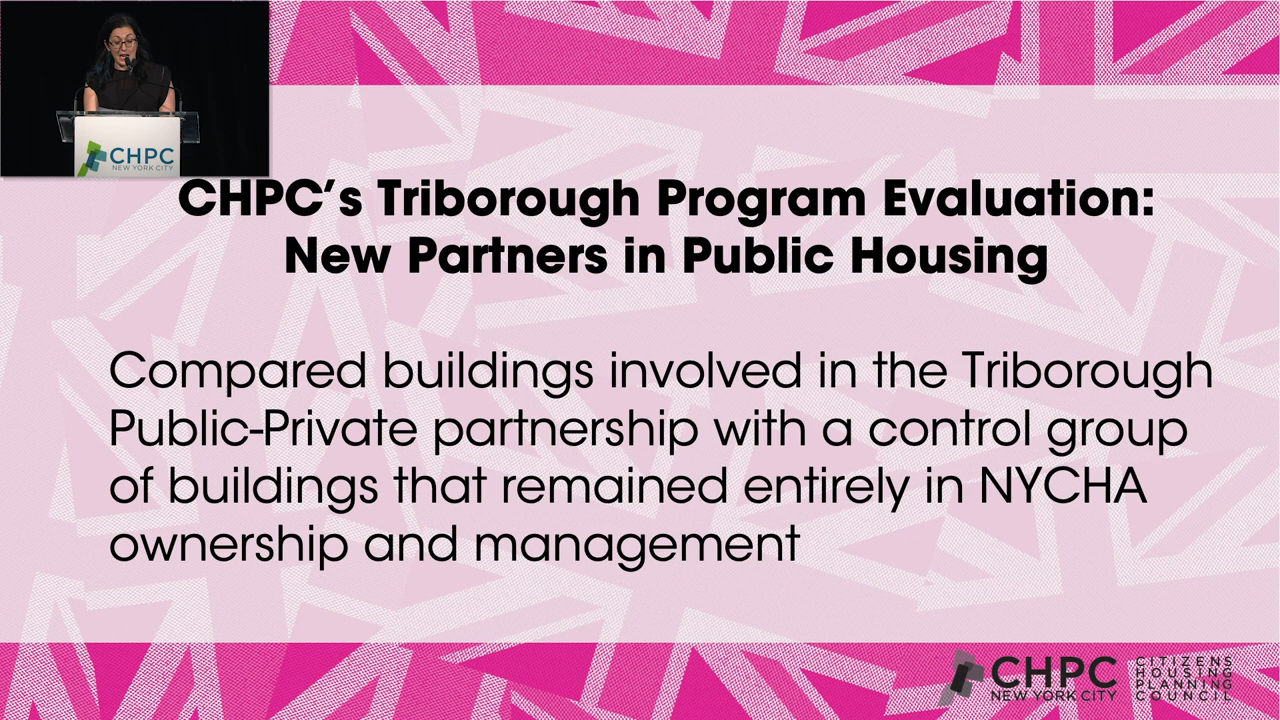 CHPC
NEW YORK CITY
CHPC's Triborough Program Evaluation:
New Partners in Public Housing
Compared buildings involved in the Triborough
Public-Private partnership with a control group
of buildings that remained entirely in NYCHA
ownership and management
CHPC
NEW YORK CITY
CITIZENS
HOUSING
PLANNING
COUNCIL